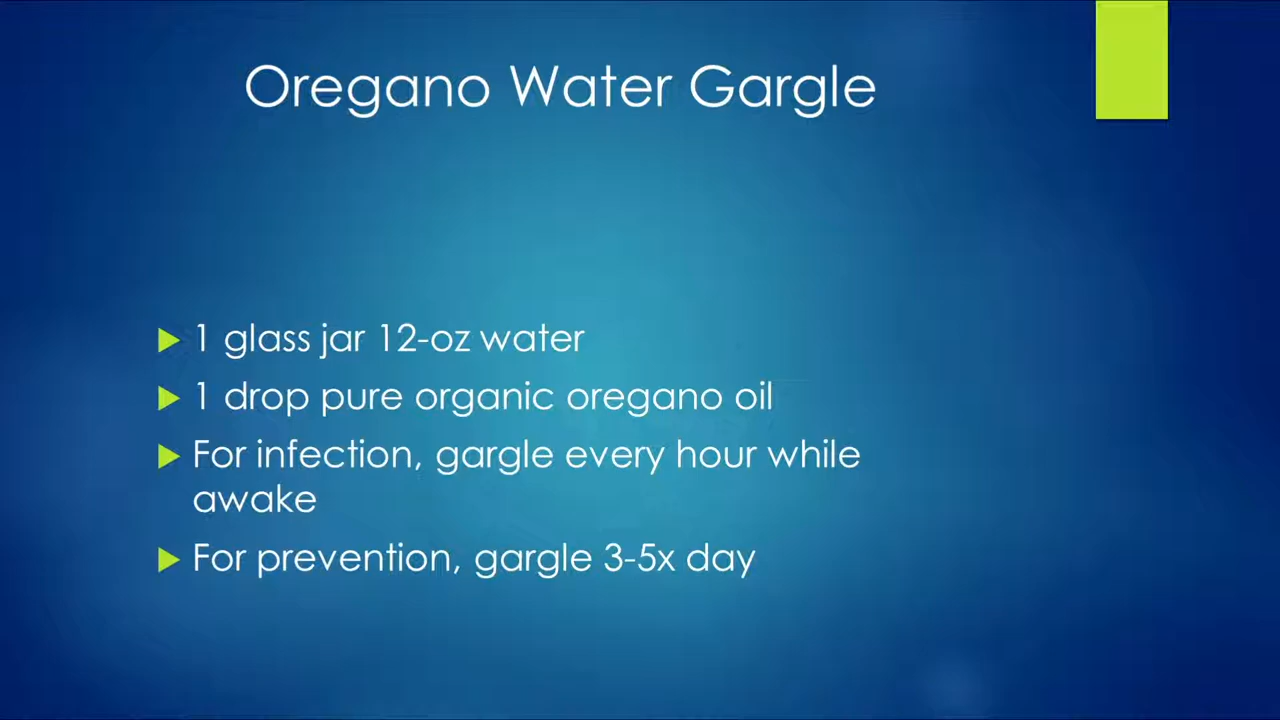 Oregano Water Gargle
1 glass jar 12-oz water
1 drop pure organic oregano oil
For infection, gargle every hour while
awake
For prevention, gargle 3-5x day